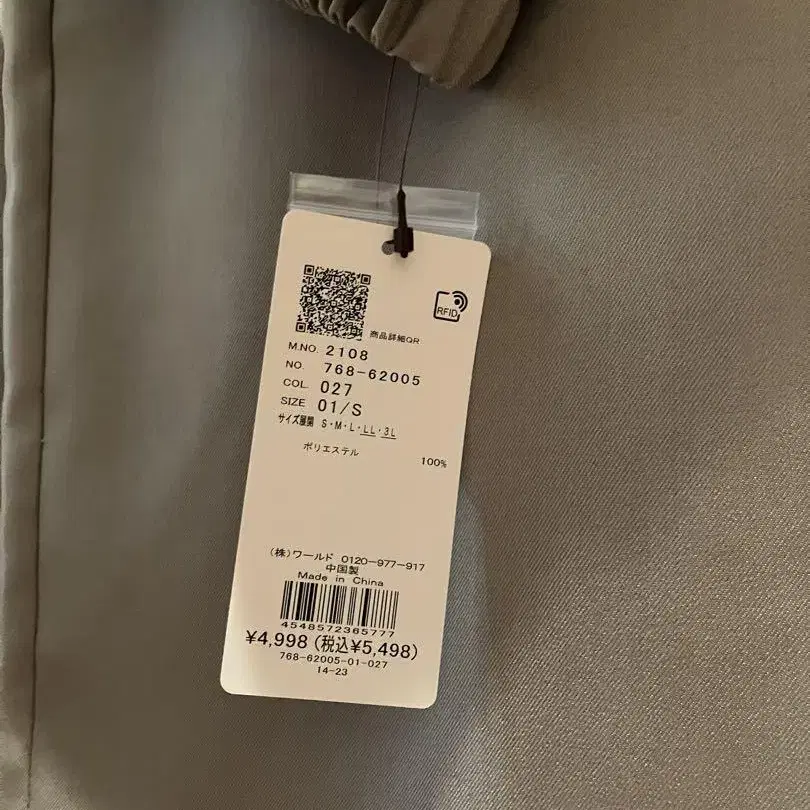 RFID
商品詳細QR
M.NO. 2108
NO. 768-62005
COL. 027
SIZE 01/S
サイズ展開 S・M・L・LL・3L
ポリエステル 100%
(株)ワールド 0120-977-917
中国製
Made in China
4548572365777
¥4,998(税込¥5,498)
768-62005-01-027
14-23